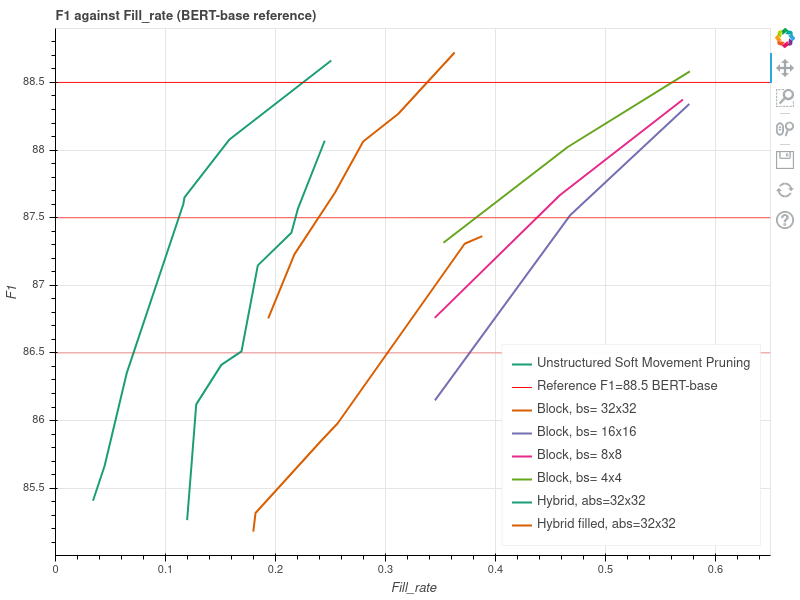 F1 against Fill_rate (BERT-base reference)
88.5
88
87.5
87
86.5
86
85.5
F1
0
0.1
0.2
0.3
0.4
0.5
0.6
Fill_rate
Unstructured Soft Movement Pruning
Reference F1=88.5 BERT-base
Block, bs= 32x32
Block, bs= 16x16
Block, bs= 8x8
Block, bs= 4x4
Hybrid, abs=32x32
Hybrid filled, abs=32x32